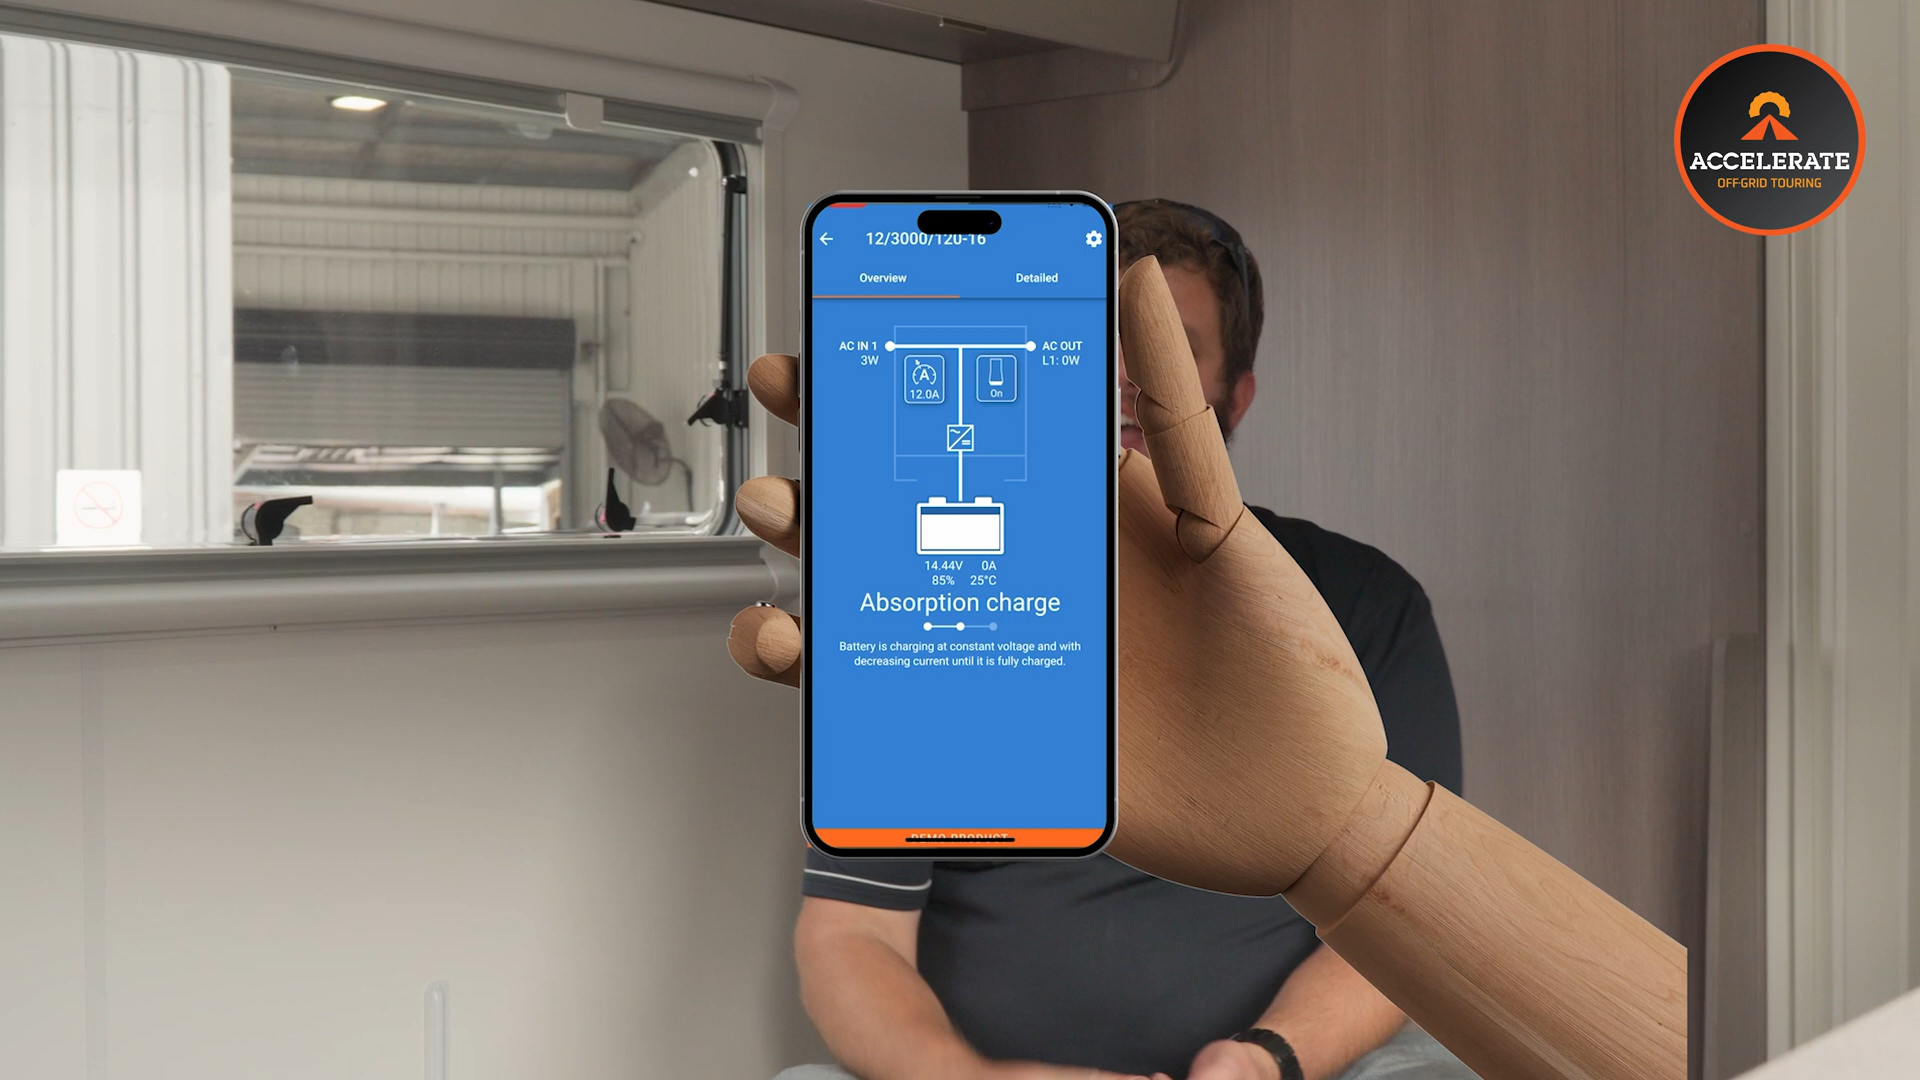 ACCELERATE
OFF-GRID TOURING
12/3000/120-16
Overview
Detailed
AC IN 1
3W
AC OUT
L1: 0W
A
12.0A
On
14.44V 0A
85% 25°C
Absorption charge
Battery is charging at constant voltage and with
decreasing current until it is fully charged.
DEMO PRODUCT